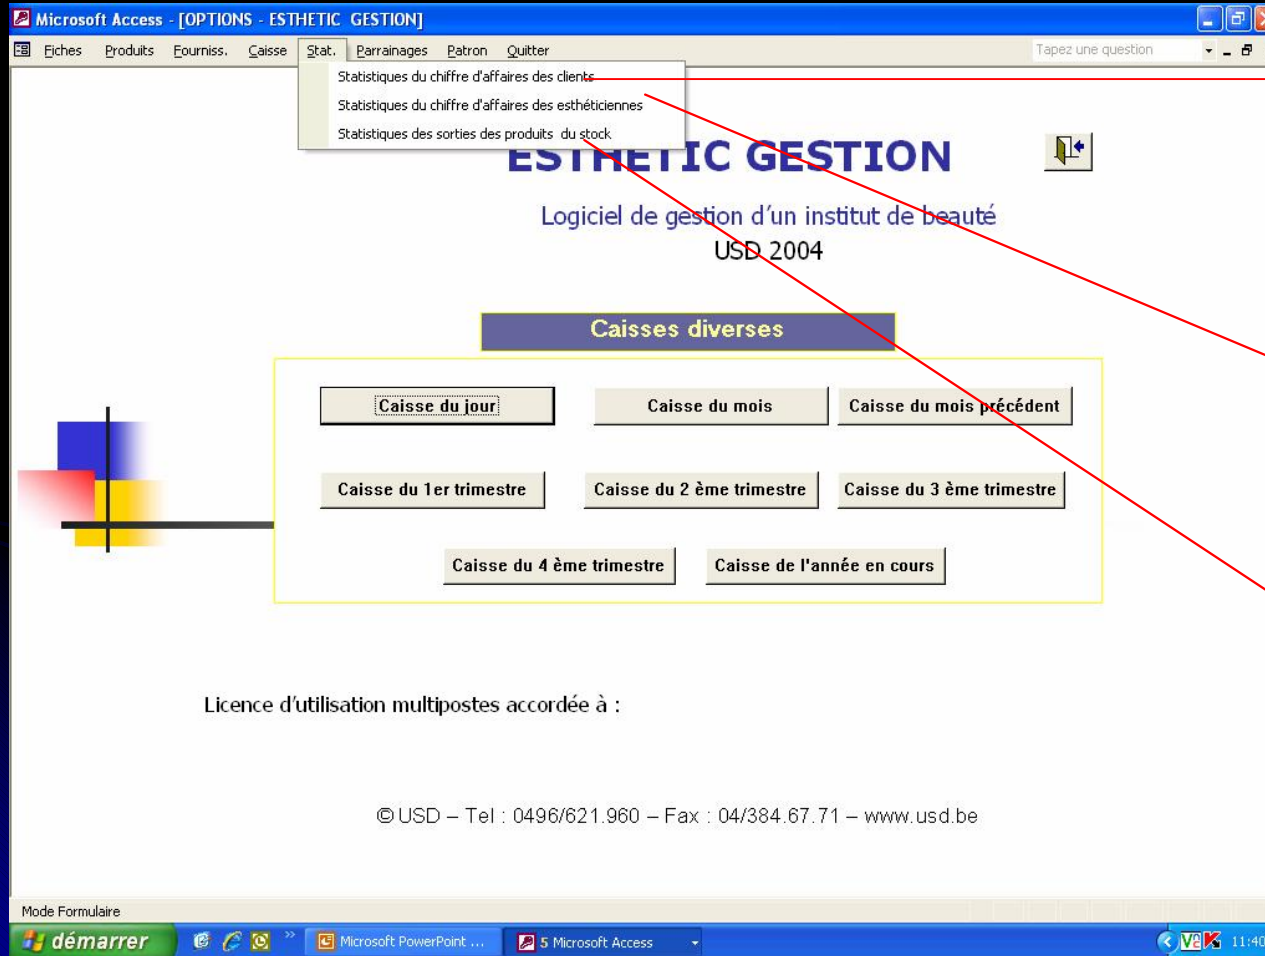 Microsoft Access - [OPTIONS - ESTHETIC GESTION]
Fiches Produits Fourniss. Caisse Stat. Parrainages Patron Quitter Tapez une question
Statistiques du chiffre d'affaires des clients
Statistiques du chiffre d'affaires des esthéticiennes
Statistiques des sorties des produits du stock
ESTHETIC GESTION
Logiciel de gestion d'un institut de beauté
USD 2004
Caisses diverses
Caisse du jour Caisse du mois Caisse du mois précédent
Caisse du 1er trimestre Caisse du 2 ème trimestre Caisse du 3 ème trimestre
Caisse du 4 ème trimestre Caisse de l'année en cours
Licence d'utilisation multipostes accordée à :
© USD – Tel : 0496/621.960 – Fax : 04/384.67.71 – www.usd.be
Mode Formulaire
démarrer Microsoft PowerPoint ... 5 Microsoft Access 11:40